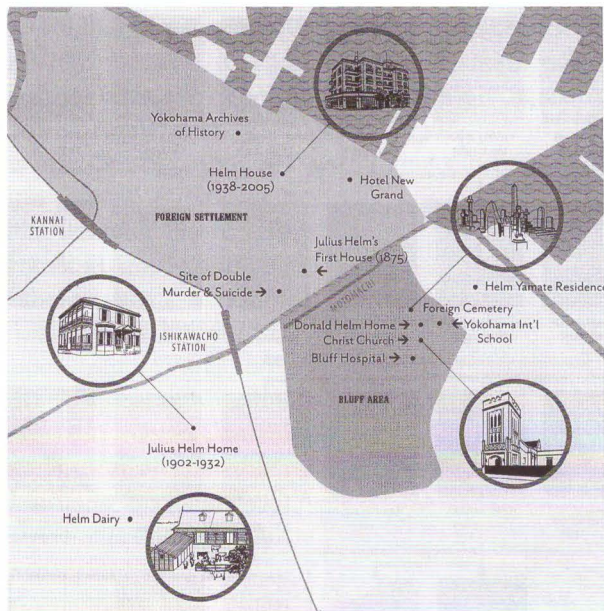 Yokohama Archives
of History
Helm House
(1938-2005)
Hotel New
Grand
KANNAI
STATION
FOREIGN SETTLEMENT
Julius Helm's
First House (1875)
Site of Double
Murder & Suicide →
MOTOMACHI
Helm Yamate Residence
Foreign Cemetery
Donald Helm Home →
← Yokohama Int'l
School
Christ Church →
Bluff Hospital →
ISHIKAWACHO
STATION
BLUFF AREA
Julius Helm Home
(1902-1932)
Helm Dairy